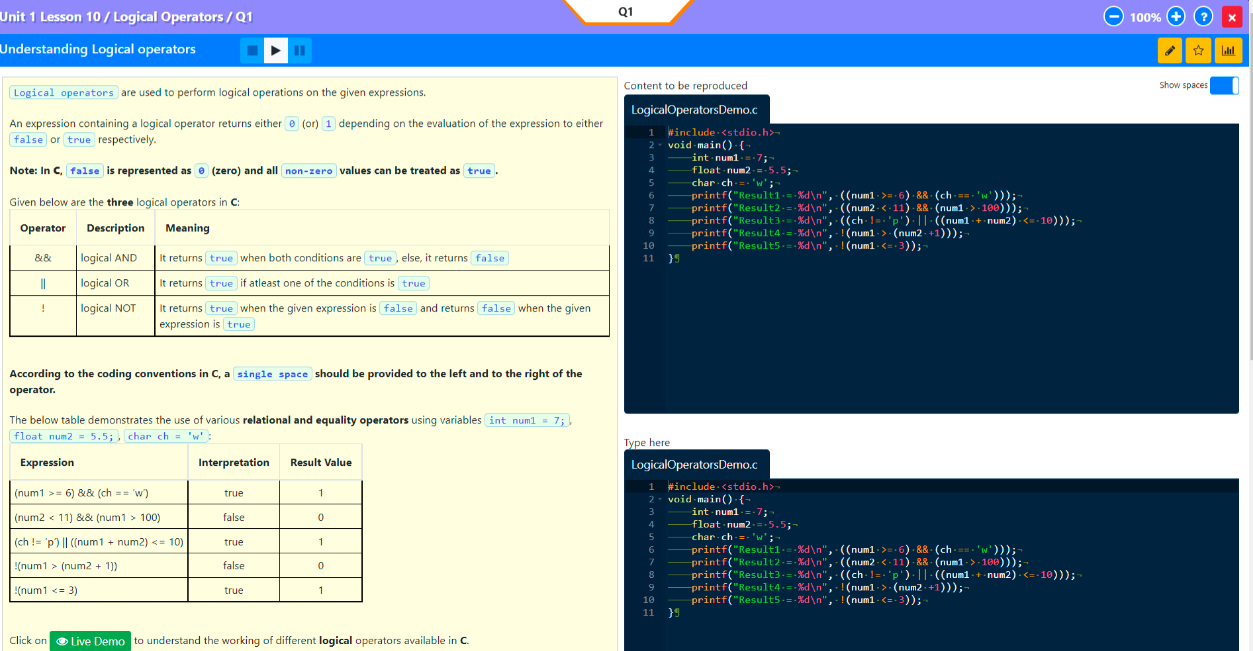 Unit 1 Lesson 10 / Logical Operators / Q1
Q1
100%
?
x
Understanding Logical operators
Logical operators are used to perform logical operations on the given expressions.
An expression containing a logical operator returns either 0 (or) 1 depending on the evaluation of the expression to either
false or true respectively.
Note: In C, false is represented as 0 (zero) and all non-zero values can be treated as true.
Given below are the three logical operators in C:
Operator Description Meaning
&& logical AND It returns true when both conditions are true, else, it returns false
|| logical OR It returns true if atleast one of the conditions is true
! logical NOT It returns true when the given expression is false and returns false when the given
expression is true
According to the coding conventions in C, a single space should be provided to the left and to the right of the
operator.
The below table demonstrates the use of various relational and equality operators using variables int num1 = 7;,
float num2 = 5.5;, char ch = 'w':
Expression Interpretation Result Value
(num1 >= 6) && (ch == 'w') true 1
(num2 < 11) && (num1 > 100) false 0
(ch != 'p') || ((num1 + num2) <= 10) true 1
!(num1 > (num2 + 1)) false 0
!(num1 <= 3) true 1
Click on Live Demo to understand the working of different logical operators available in C.
Content to be reproduced
Show spaces
LogicalOperatorsDemo.c
1 #include·<stdio.h>¬
2 void·main()·{¬
3 int·num1·=·7;¬
4 float·num2·=·5.5;¬
5 char·ch·=·'w';¬
6 printf("Result1·=·%d\n",·((num1·>=·6)·&&·(ch·==·'w')));¬
7 printf("Result2·=·%d\n",·((num2·<·11)·&&·(num1·>·100)));¬
8 printf("Result3·=·%d\n",·((ch·!=·'p')·||·((num1·+·num2)·<=·10)));¬
9 printf("Result4·=·%d\n",·!(num1·>·(num2·+1)));¬
10 printf("Result5·=·%d\n",·!(num1·<=·3));¬
11 }¶
Type here
LogicalOperatorsDemo.c
1 #include·<stdio.h>¬
2 void·main()·{¬
3 int·num1·=·7;¬
4 float·num2·=·5.5;¬
5 char·ch·=·'w';¬
6 printf("Result1·=·%d\n",·((num1·>=·6)·&&·(ch·==·'w')));¬
7 printf("Result2·=·%d\n",·((num2·<·11)·&&·(num1·>·100)));¬
8 printf("Result3·=·%d\n",·((ch·!=·'p')·||·((num1·+·num2)·<=·10)));¬
9 printf("Result4·=·%d\n",·!(num1·>·(num2·+1)));¬
10 printf("Result5·=·%d\n",·!(num1·<=·3));¬
11 }¶